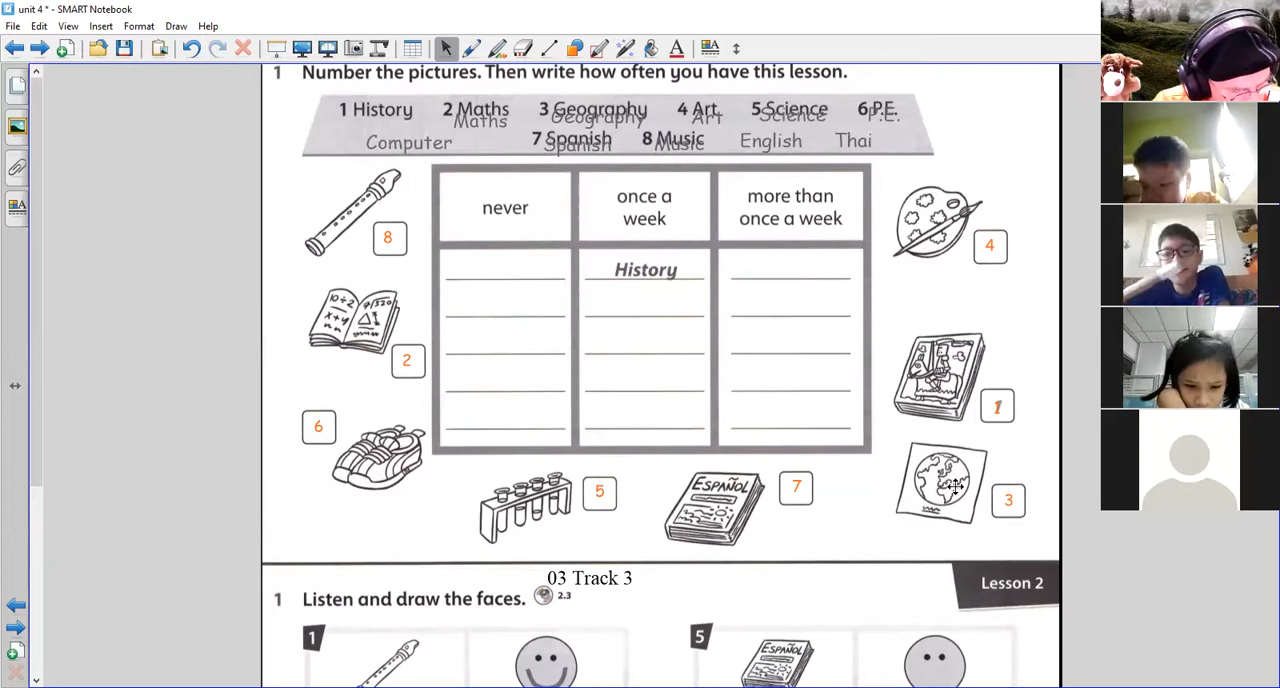 unit 4 * - SMART Notebook
File Edit View Insert Format Draw Help
1 Number the pictures. Then write how often you have this lesson.
1 History 2 Maths 3 Geography 4 Art 5 Science 6 P.E.
Maths Geography Art Science P.E.
7 Spanish 8 Music
Computer Spanish Music English Thai
never
once a
week
more than
once a week
History
8
2
6
5
7
4
1
3
10÷2
x+y
ESPAÑOL
Lesson 2
03 Track 3
1 Listen and draw the faces. 2.3
1
5
ESPAÑOL